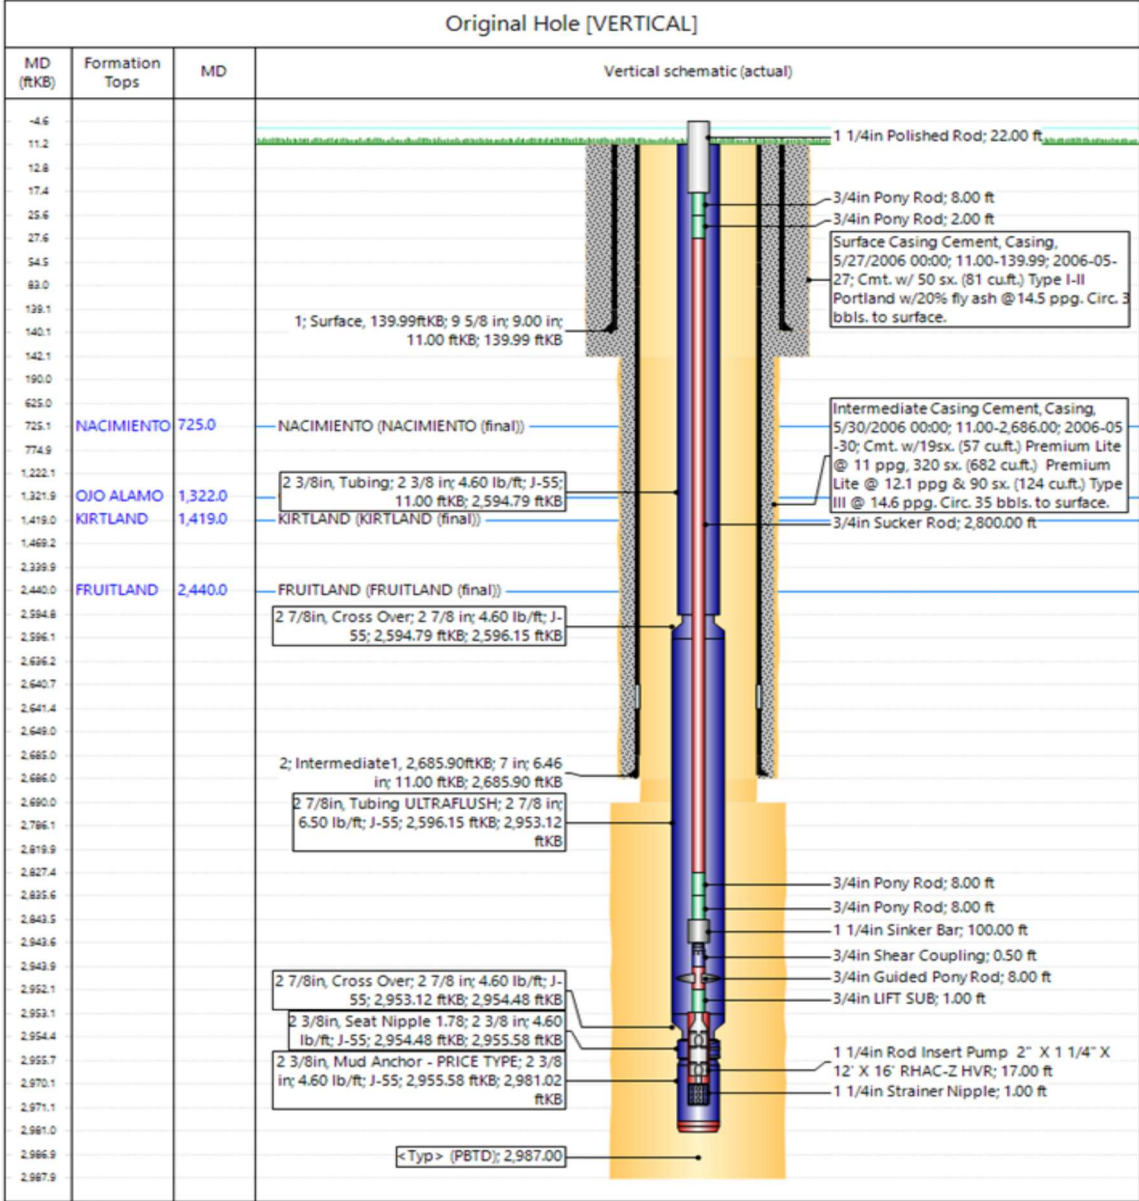 Original Hole [VERTICAL]
MD
(ftKB)
Formation
Tops
MD
Vertical schematic (actual)
-4.6
11.2
12.8
17.4
25.6
27.6
54.5
83.0
139.1
140.1
142.1
190.0
625.0
725.1
774.9
1,222.1
1,321.9
1,419.0
1,469.2
2,339.9
2,440.0
2,594.8
2,596.1
2,636.2
2,640.7
2,641.4
2,649.0
2,685.0
2,686.0
2,690.0
2,786.1
2,819.9
2,827.4
2,835.6
2,843.5
2,943.6
2,943.9
2,952.1
2,953.1
2,954.4
2,955.7
2,970.1
2,971.1
2,981.0
2,986.9
2,987.9
NACIMIENTO 725.0
OJO ALAMO 1,322.0
KIRTLAND 1,419.0
FRUITLAND 2,440.0
1; Surface, 139.99ftKB; 9 5/8 in; 9.00 in;
11.00 ftKB; 139.99 ftKB
NACIMIENTO (NACIMIENTO (final))
2 3/8in, Tubing; 2 3/8 in; 4.60 lb/ft; J-55;
11.00 ftKB; 2,594.79 ftKB
KIRTLAND (KIRTLAND (final))
FRUITLAND (FRUITLAND (final))
2 7/8in, Cross Over; 2 7/8 in; 4.60 lb/ft; J-
55; 2,594.79 ftKB; 2,596.15 ftKB
2; Intermediate1, 2,685.90ftKB; 7 in; 6.46
in; 11.00 ftKB; 2,685.90 ftKB
2 7/8in, Tubing ULTRAFLUSH; 2 7/8 in;
6.50 lb/ft; J-55; 2,596.15 ftKB; 2,953.12
ftKB
2 7/8in, Cross Over; 2 7/8 in; 4.60 lb/ft; J-
55; 2,953.12 ftKB; 2,954.48 ftKB
2 3/8in, Seat Nipple 1.78; 2 3/8 in; 4.60
lb/ft; J-55; 2,954.48 ftKB; 2,955.58 ftKB
2 3/8in, Mud Anchor - PRICE TYPE; 2 3/8
in; 4.60 lb/ft; J-55; 2,955.58 ftKB; 2,981.02
ftKB
<Typ> (PBTD); 2,987.00
1 1/4in Polished Rod; 22.00 ft
3/4in Pony Rod; 8.00 ft
3/4in Pony Rod; 2.00 ft
Surface Casing Cement, Casing,
5/27/2006 00:00; 11.00-139.99; 2006-05-
27; Cmt. w/ 50 sx. (81 cu.ft.) Type I-II
Portland w/20% fly ash @14.5 ppg. Circ. 3
bbls. to surface.
Intermediate Casing Cement, Casing,
5/30/2006 00:00; 11.00-2,686.00; 2006-05
-30; Cmt. w/19sx. (57 cu.ft.) Premium Lite
@ 11 ppg, 320 sx. (682 cu.ft.) Premium
Lite @ 12.1 ppg & 90 sx. (124 cu.ft.) Type
III @ 14.6 ppg. Circ. 35 bbls. to surface.
3/4in Sucker Rod; 2,800.00 ft
3/4in Pony Rod; 8.00 ft
3/4in Pony Rod; 8.00 ft
1 1/4in Sinker Bar; 100.00 ft
3/4in Shear Coupling; 0.50 ft
3/4in Guided Pony Rod; 8.00 ft
3/4in LIFT SUB; 1.00 ft
1 1/4in Rod Insert Pump 2" X 1 1/4" X
12' X 16' RHAC-Z HVR; 17.00 ft
1 1/4in Strainer Nipple; 1.00 ft